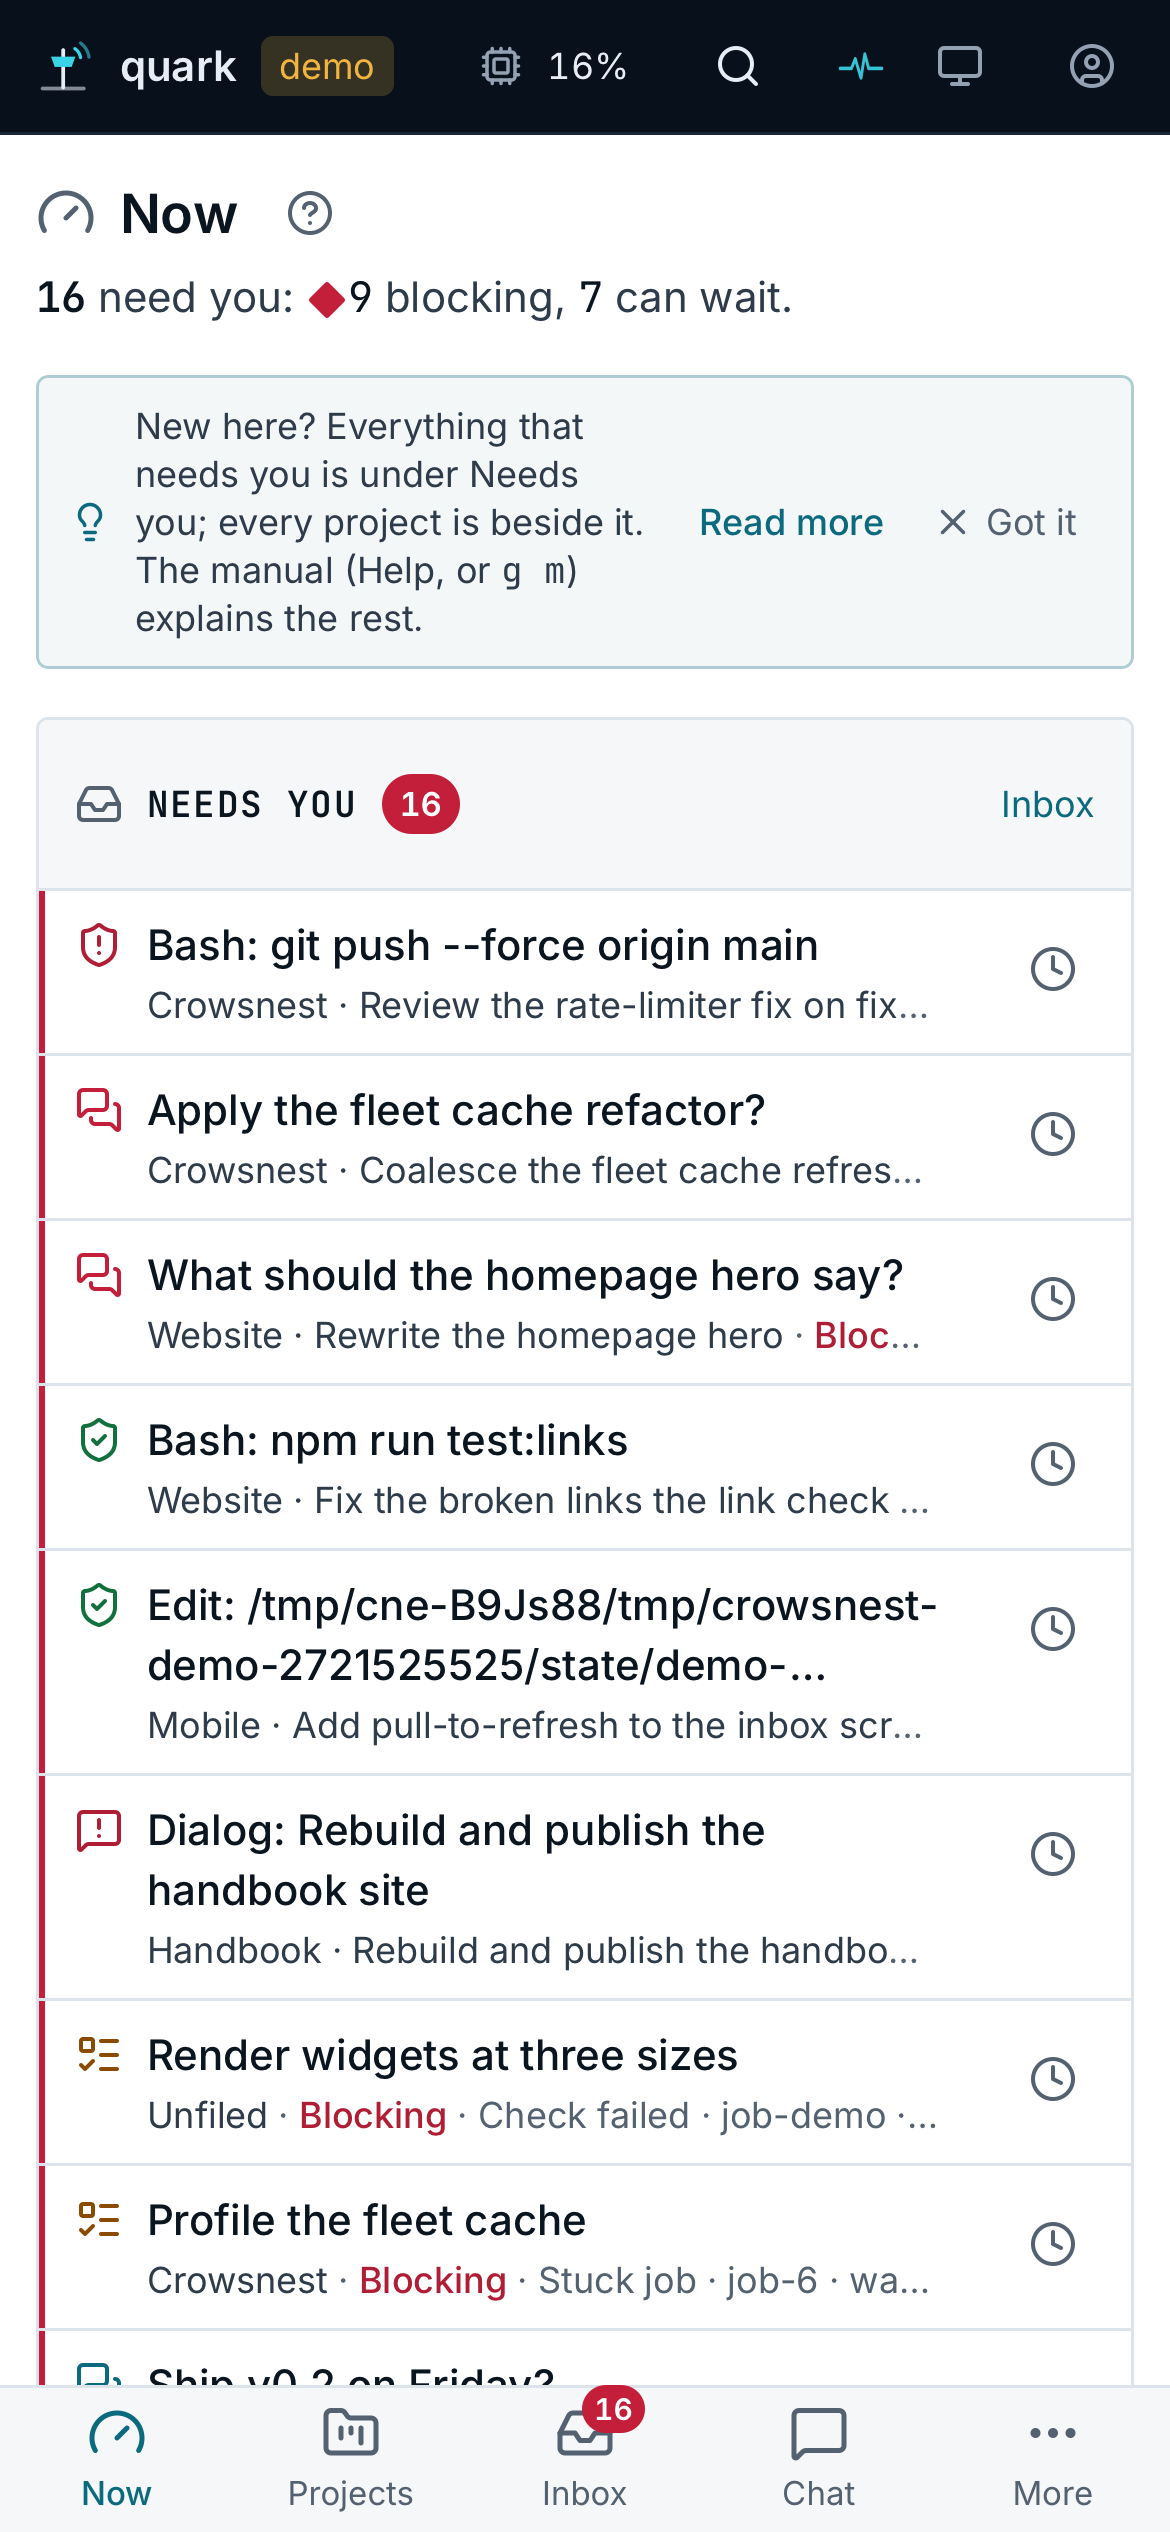 quark demo 16%
Now
16 need you: 9 blocking, 7 can wait.
New here? Everything that
needs you is under Needs
you; every project is beside it.
The manual (Help, or g m)
explains the rest.
Read more
Got it
NEEDS YOU 16 Inbox
Bash: git push --force origin main
Crowsnest · Review the rate-limiter fix on fix...
Apply the fleet cache refactor?
Crowsnest · Coalesce the fleet cache refres...
What should the homepage hero say?
Website · Rewrite the homepage hero · Bloc...
Bash: npm run test:links
Website · Fix the broken links the link check ...
Edit: /tmp/cne-B9Js88/tmp/crowsnest-
demo-2721525525/state/demo-...
Mobile · Add pull-to-refresh to the inbox scr...
Dialog: Rebuild and publish the
handbook site
Handbook · Rebuild and publish the handbo...
Render widgets at three sizes
Unfiled · Blocking · Check failed · job-demo ·...
Profile the fleet cache
Crowsnest · Blocking · Stuck job · job-6 · wa...
Ship v0.2 on Friday?
16
Now Projects Inbox Chat More